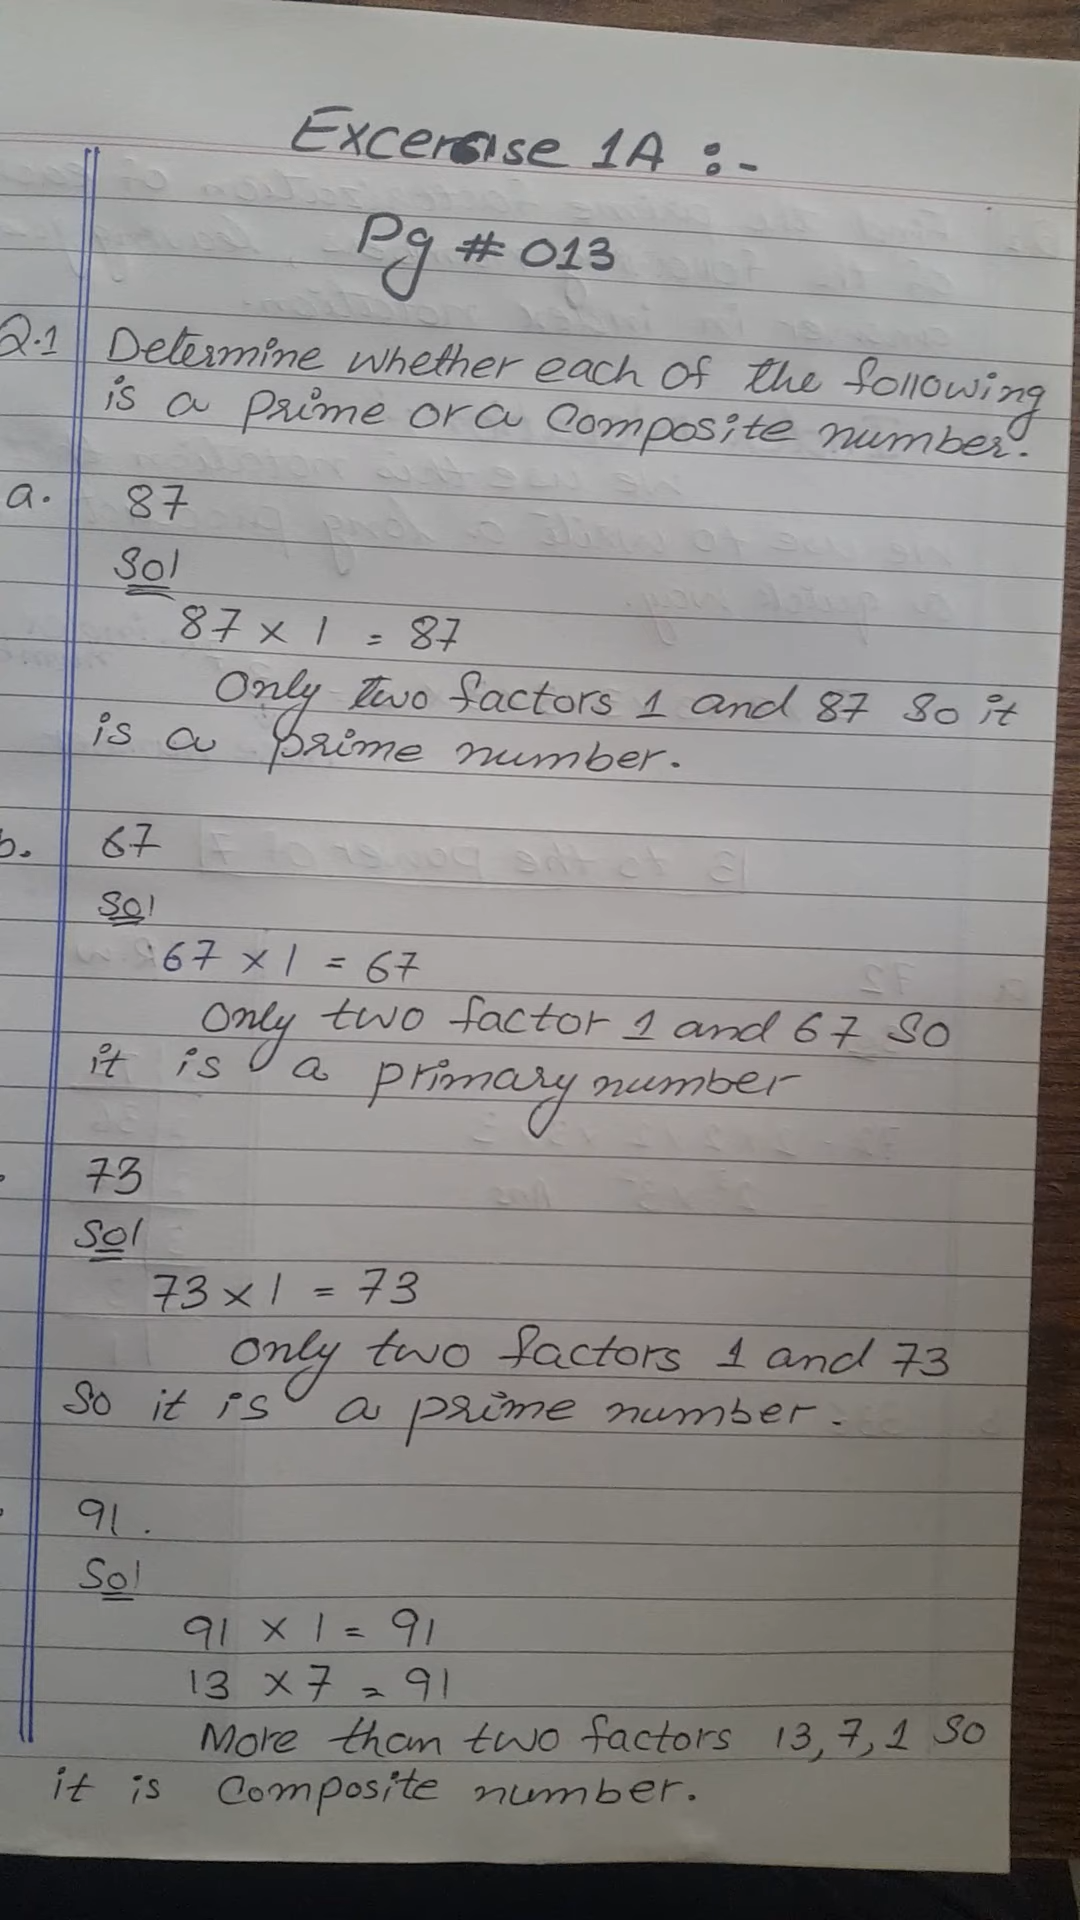 Excersise 1A :-
Pg # 013
Q.1 Determine whether each of the following
is a prime or a Composite number.
a. 87
Sol
87 x 1 = 87
Only two factors 1 and 87 So it
is a prime number.
b. 67
Sol
67 x 1 = 67
Only two factor 1 and 67 So
it is a primary number
73
Sol
73 x 1 = 73
Only two factors 1 and 73
So it is a prime number.
91.
Sol
91 x 1 = 91
13 x 7 = 91
More than two factors 13, 7, 1 So
it is Composite number.